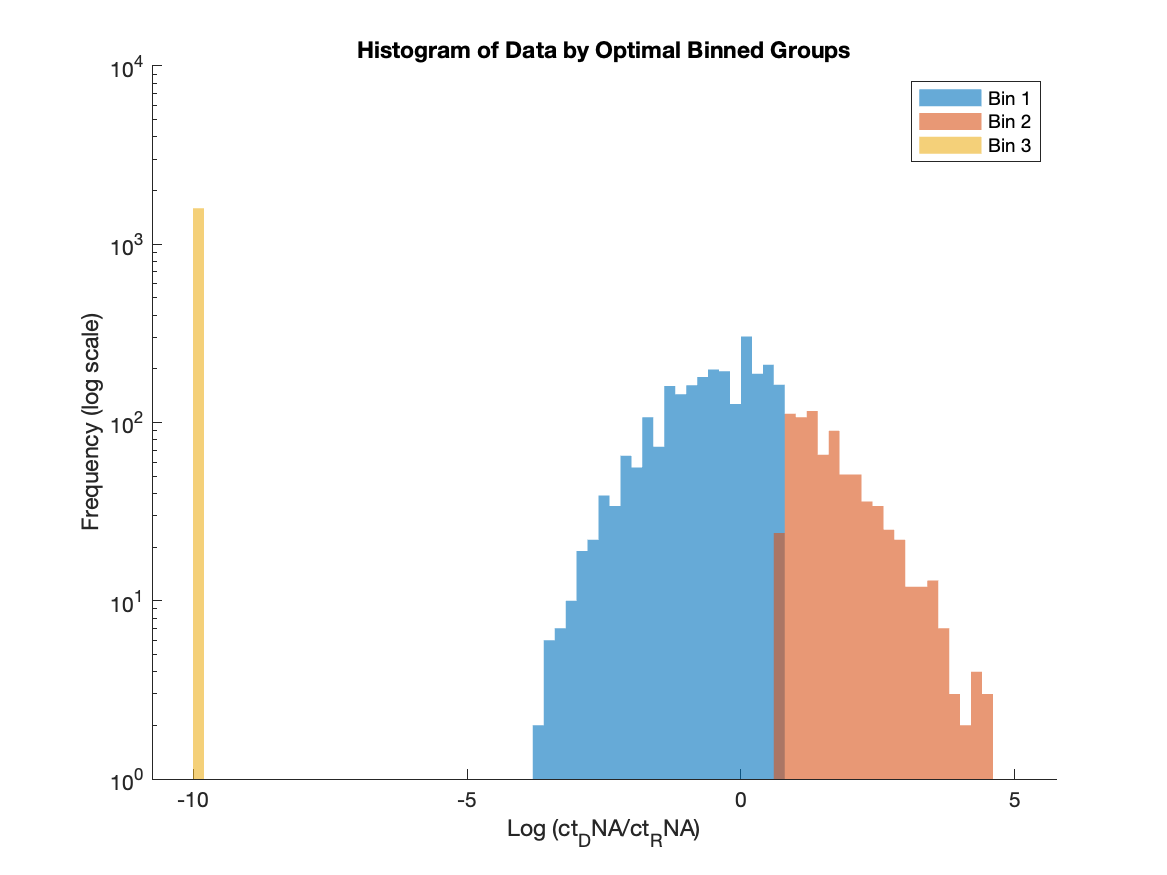 Histogram of Data by Optimal Binned Groups
Bin 1
Bin 2
Bin 3
Frequency (log scale)
10^4
10^3
10^2
10^1
10^0
-10 -5 0 5
Log (ct_DNA/ct_RNA)